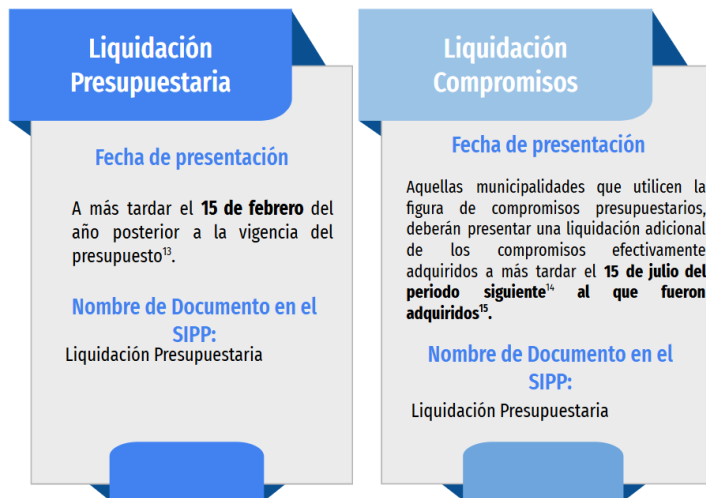 Liquidación
Presupuestaria
Fecha de presentación
A más tardar el 15 de febrero del
año posterior a la vigencia del
presupuesto¹³.
Nombre de Documento en el
SIPP:
Liquidación Presupuestaria
Liquidación
Compromisos
Fecha de presentación
Aquellas municipalidades que utilicen la
figura de compromisos presupuestarios,
deberán presentar una liquidación adicional
de los compromisos efectivamente
adquiridos a más tardar el 15 de julio del
periodo siguiente¹⁴ al que fueron
adquiridos¹⁵.
Nombre de Documento en el
SIPP:
Liquidación Presupuestaria